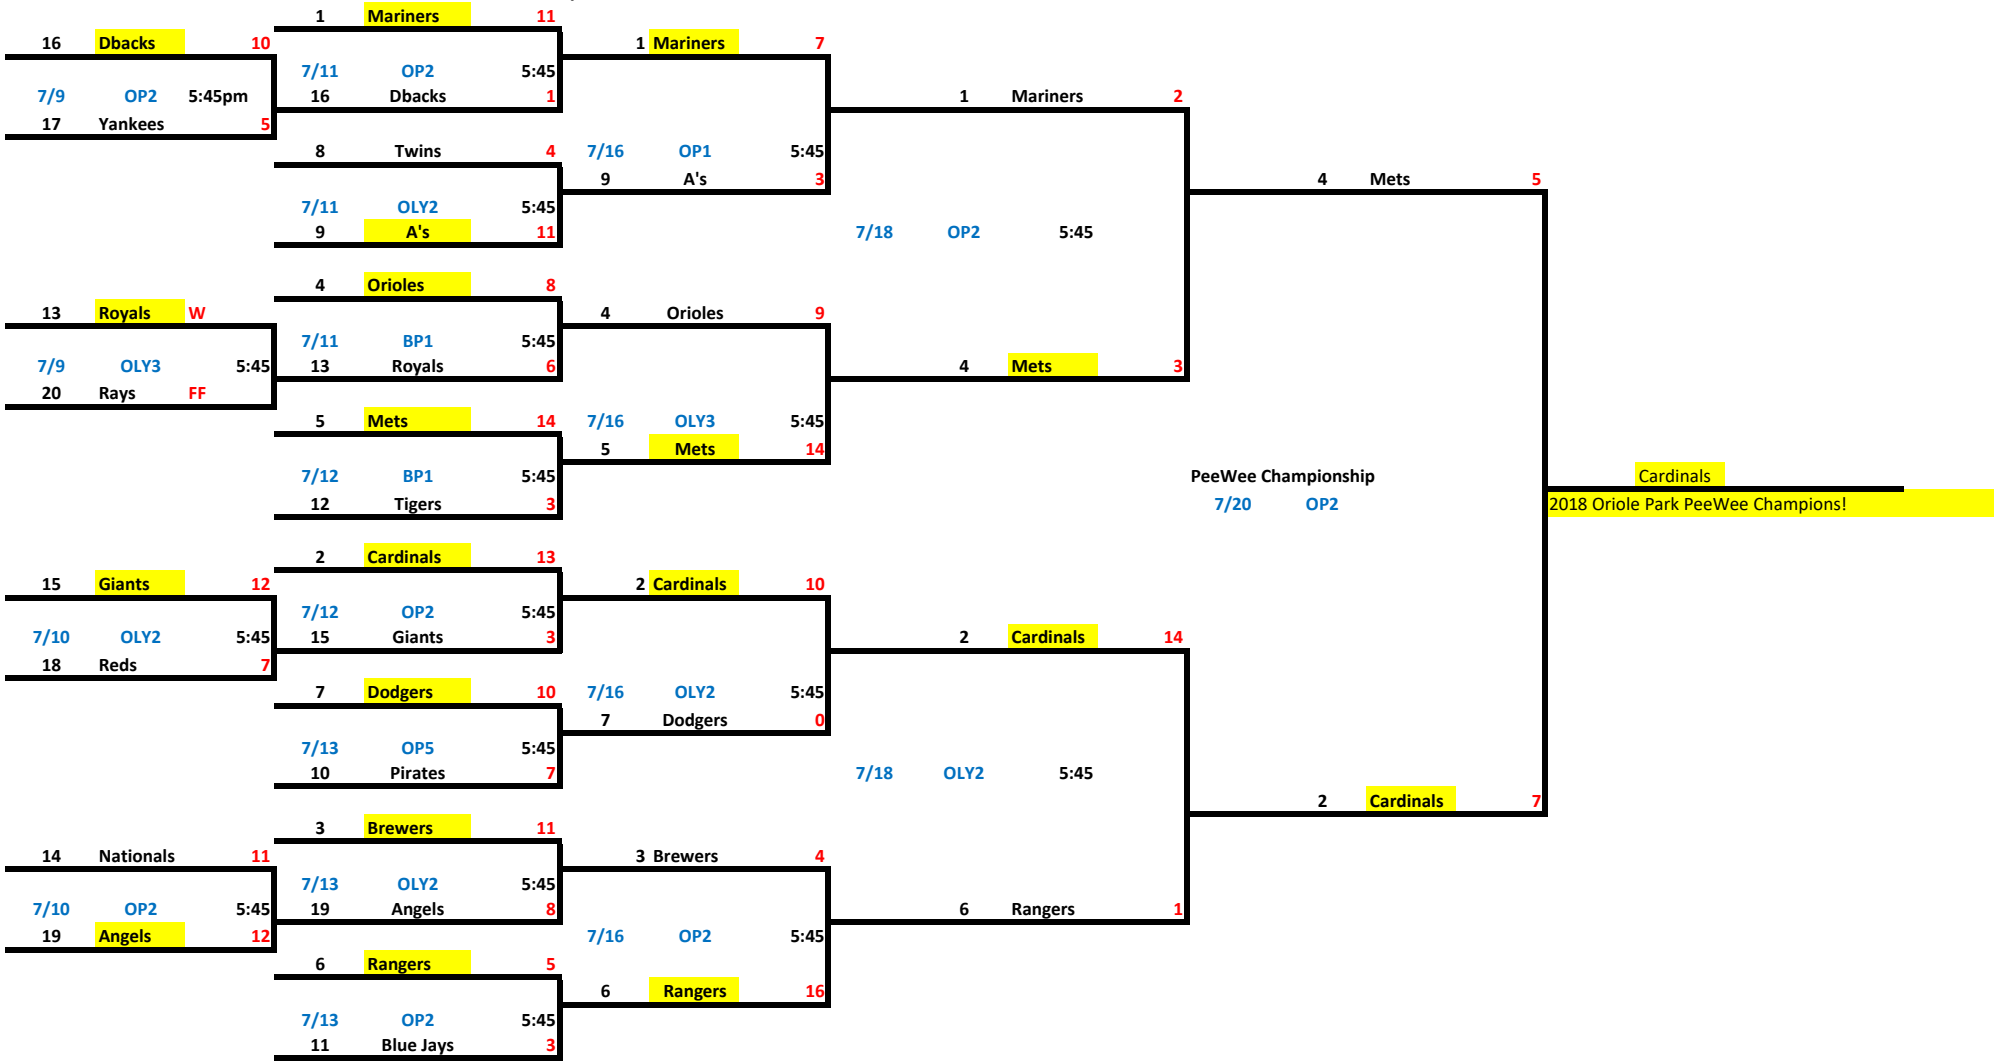 1 Mariners 11
16 Dbacks 10 1 Mariners 7
7/11 OP2 5:45
7/9 OP2 5:45pm 16 Dbacks 1 1 Mariners 2
17 Yankees 5
8 Twins 4 7/16 OP1 5:45
9 A's 3 4 Mets 5
7/11 OLY2 5:45
9 A's 11 7/18 OP2 5:45
4 Orioles 8
13 Royals W 4 Orioles 9
7/11 BP1 5:45
7/9 OLY3 5:45 13 Royals 6 4 Mets 3
20 Rays FF
5 Mets 14 7/16 OLY3 5:45
5 Mets 14
7/12 BP1 5:45 PeeWee Championship Cardinals
12 Tigers 3 7/20 OP2 2018 Oriole Park PeeWee Champions!
2 Cardinals 13
15 Giants 12 2 Cardinals 10
7/12 OP2 5:45
7/10 OLY2 5:45 15 Giants 3 2 Cardinals 14
18 Reds 7
7 Dodgers 10 7/16 OLY2 5:45
7 Dodgers 0
7/13 OP5 5:45
10 Pirates 7 7/18 OLY2 5:45
2 Cardinals 7
3 Brewers 11
14 Nationals 11 3 Brewers 4
7/13 OLY2 5:45
7/10 OP2 5:45 19 Angels 8 6 Rangers 1
19 Angels 12 7/16 OP2 5:45
6 Rangers 5
6 Rangers 16
7/13 OP2 5:45
11 Blue Jays 3